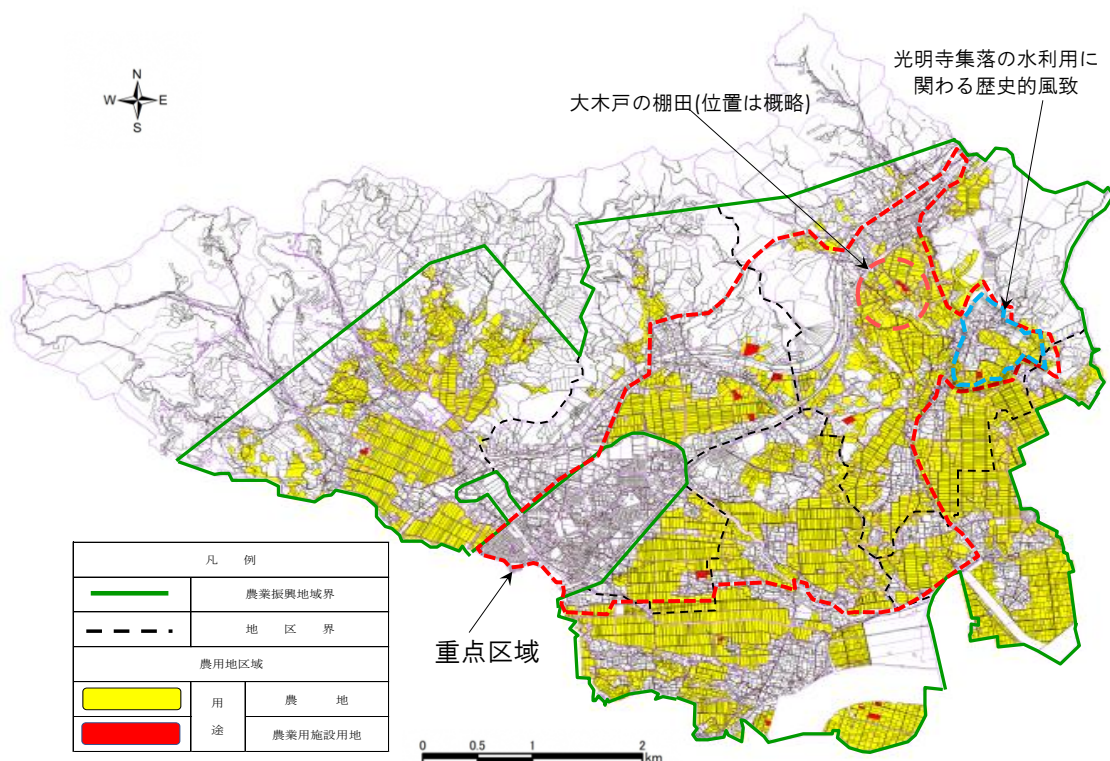 光明寺集落の水利用に
関わる歴史的風致
大木戸の棚田(位置は概略)
N
W
E
S
重点区域
凡 例
農業振興地域界
地 区 界
農用地区域
用途
農 地
農業用施設用地
0 0.5 1 2
km